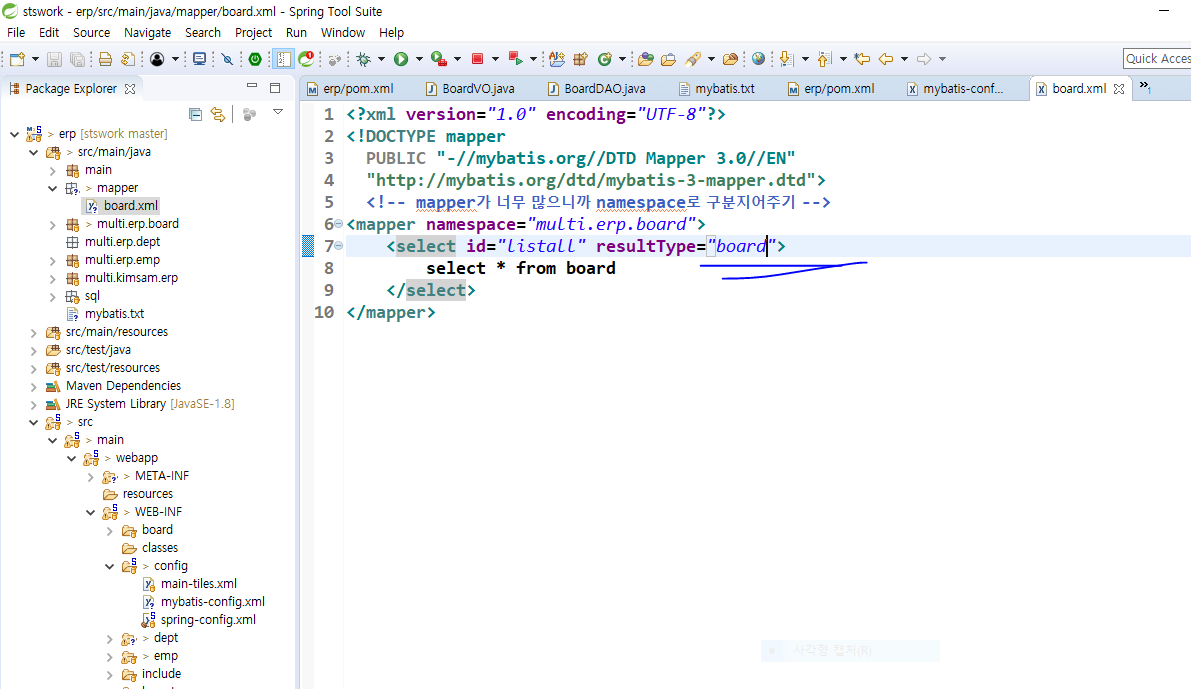 stswork - erp/src/main/java/mapper/board.xml - Spring Tool Suite
File Edit Source Navigate Search Project Run Window Help
Quick Acces
Package Explorer
erp/pom.xml BoardVO.java BoardDAO.java mybatis.txt erp/pom.xml mybatis-conf... board.xml »1
> erp [stswork master]
> src/main/java
main
> mapper
board.xml
> multi.erp.board
multi.erp.dept
multi.erp.emp
multi.kimsam.erp
sql
mybatis.txt
src/main/resources
src/test/java
src/test/resources
Maven Dependencies
JRE System Library [JavaSE-1.8]
> src
> main
> webapp
> META-INF
resources
> WEB-INF
board
classes
> config
main-tiles.xml
mybatis-config.xml
spring-config.xml
> dept
> emp
include
1 <?xml version="1.0" encoding="UTF-8"?>
2 <!DOCTYPE mapper
3 PUBLIC "-//mybatis.org//DTD Mapper 3.0//EN"
4 "http://mybatis.org/dtd/mybatis-3-mapper.dtd">
5 <!-- mapper가 너무 많으니까 namespace로 구분지어주기 -->
6 <mapper namespace="multi.erp.board">
7 <select id="listall" resultType="board">
8 select * from board
9 </select>
10 </mapper>
사각형 캡처(R)